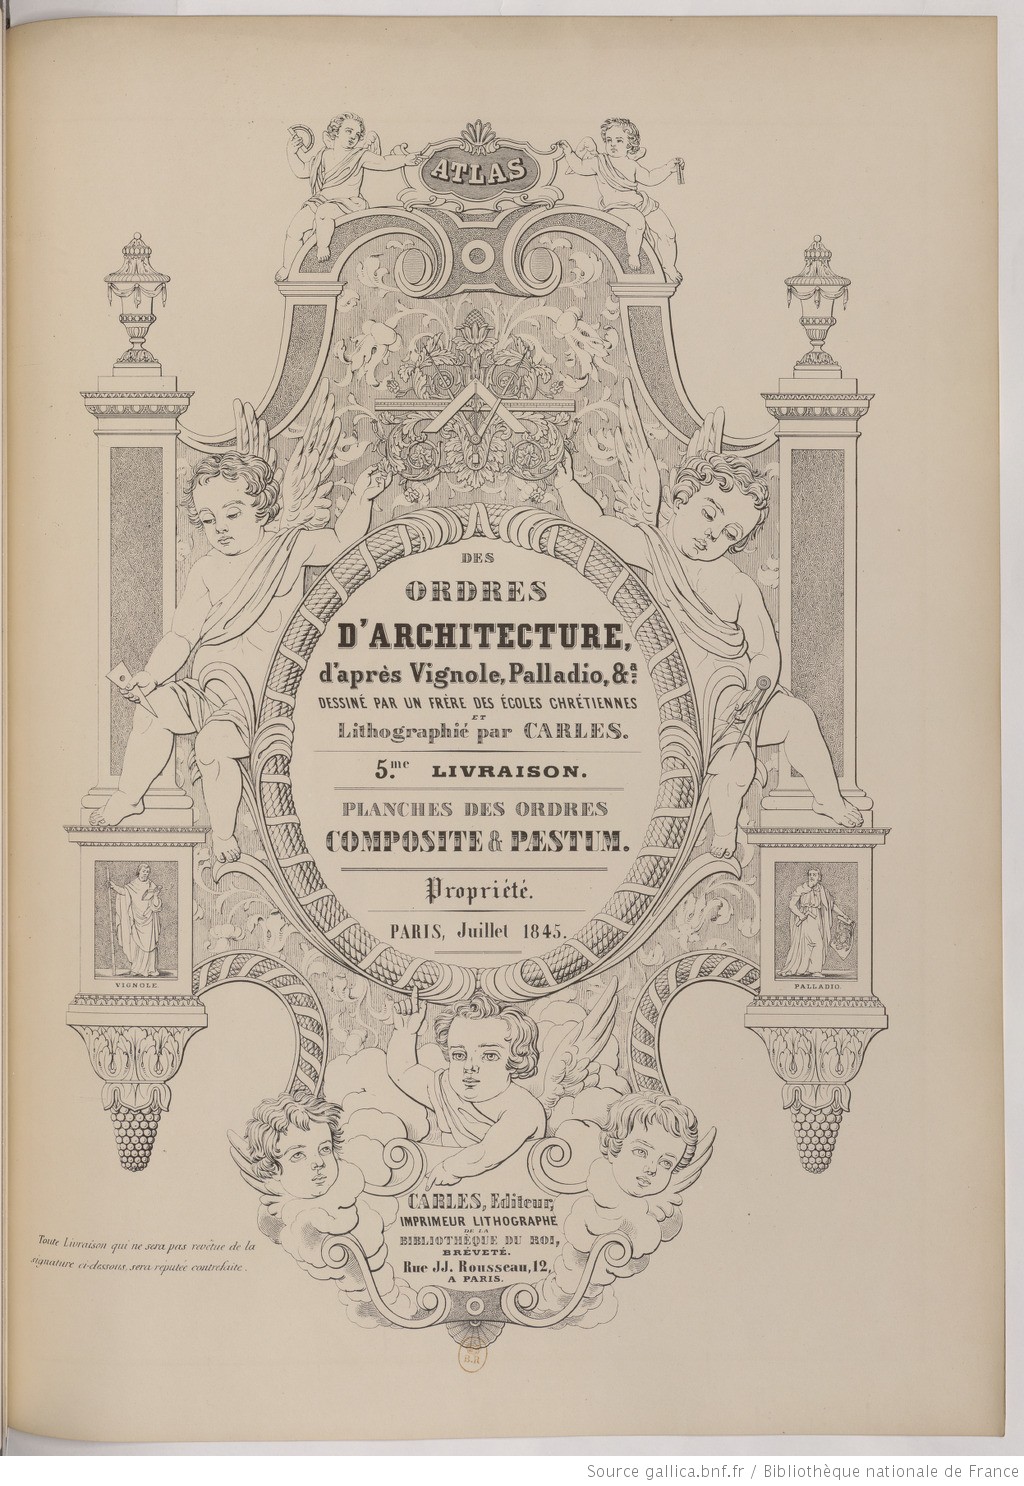 ATLAS
DES
ORDRES
D'ARCHITECTURE,
d'après Vignole, Palladio, &a:
DESSINÉ PAR UN FRÈRE DES ÉCOLES CHRÉTIENNES
ET
Lithographié par CARLES.
5.me LIVRAISON.
PLANCHES DES ORDRES
COMPOSITE & PÆSTUM.
Propriété.
PARIS, Juillet 1845.
VIGNOLE.
PALLADIO.
CARLES, Editeur,
IMPRIMEUR LITHOGRAPHE
DE LA
BIBLIOTHÈQUE DU ROI,
BRÉVETÉ.
Rue JJ. Rousseau, 12,
A PARIS.
Toute Livraison qui ne sera pas revêtue de la
signature ci-dessous, sera réputée contrefaite.
B.R
Source gallica.bnf.fr / Bibliothèque nationale de France